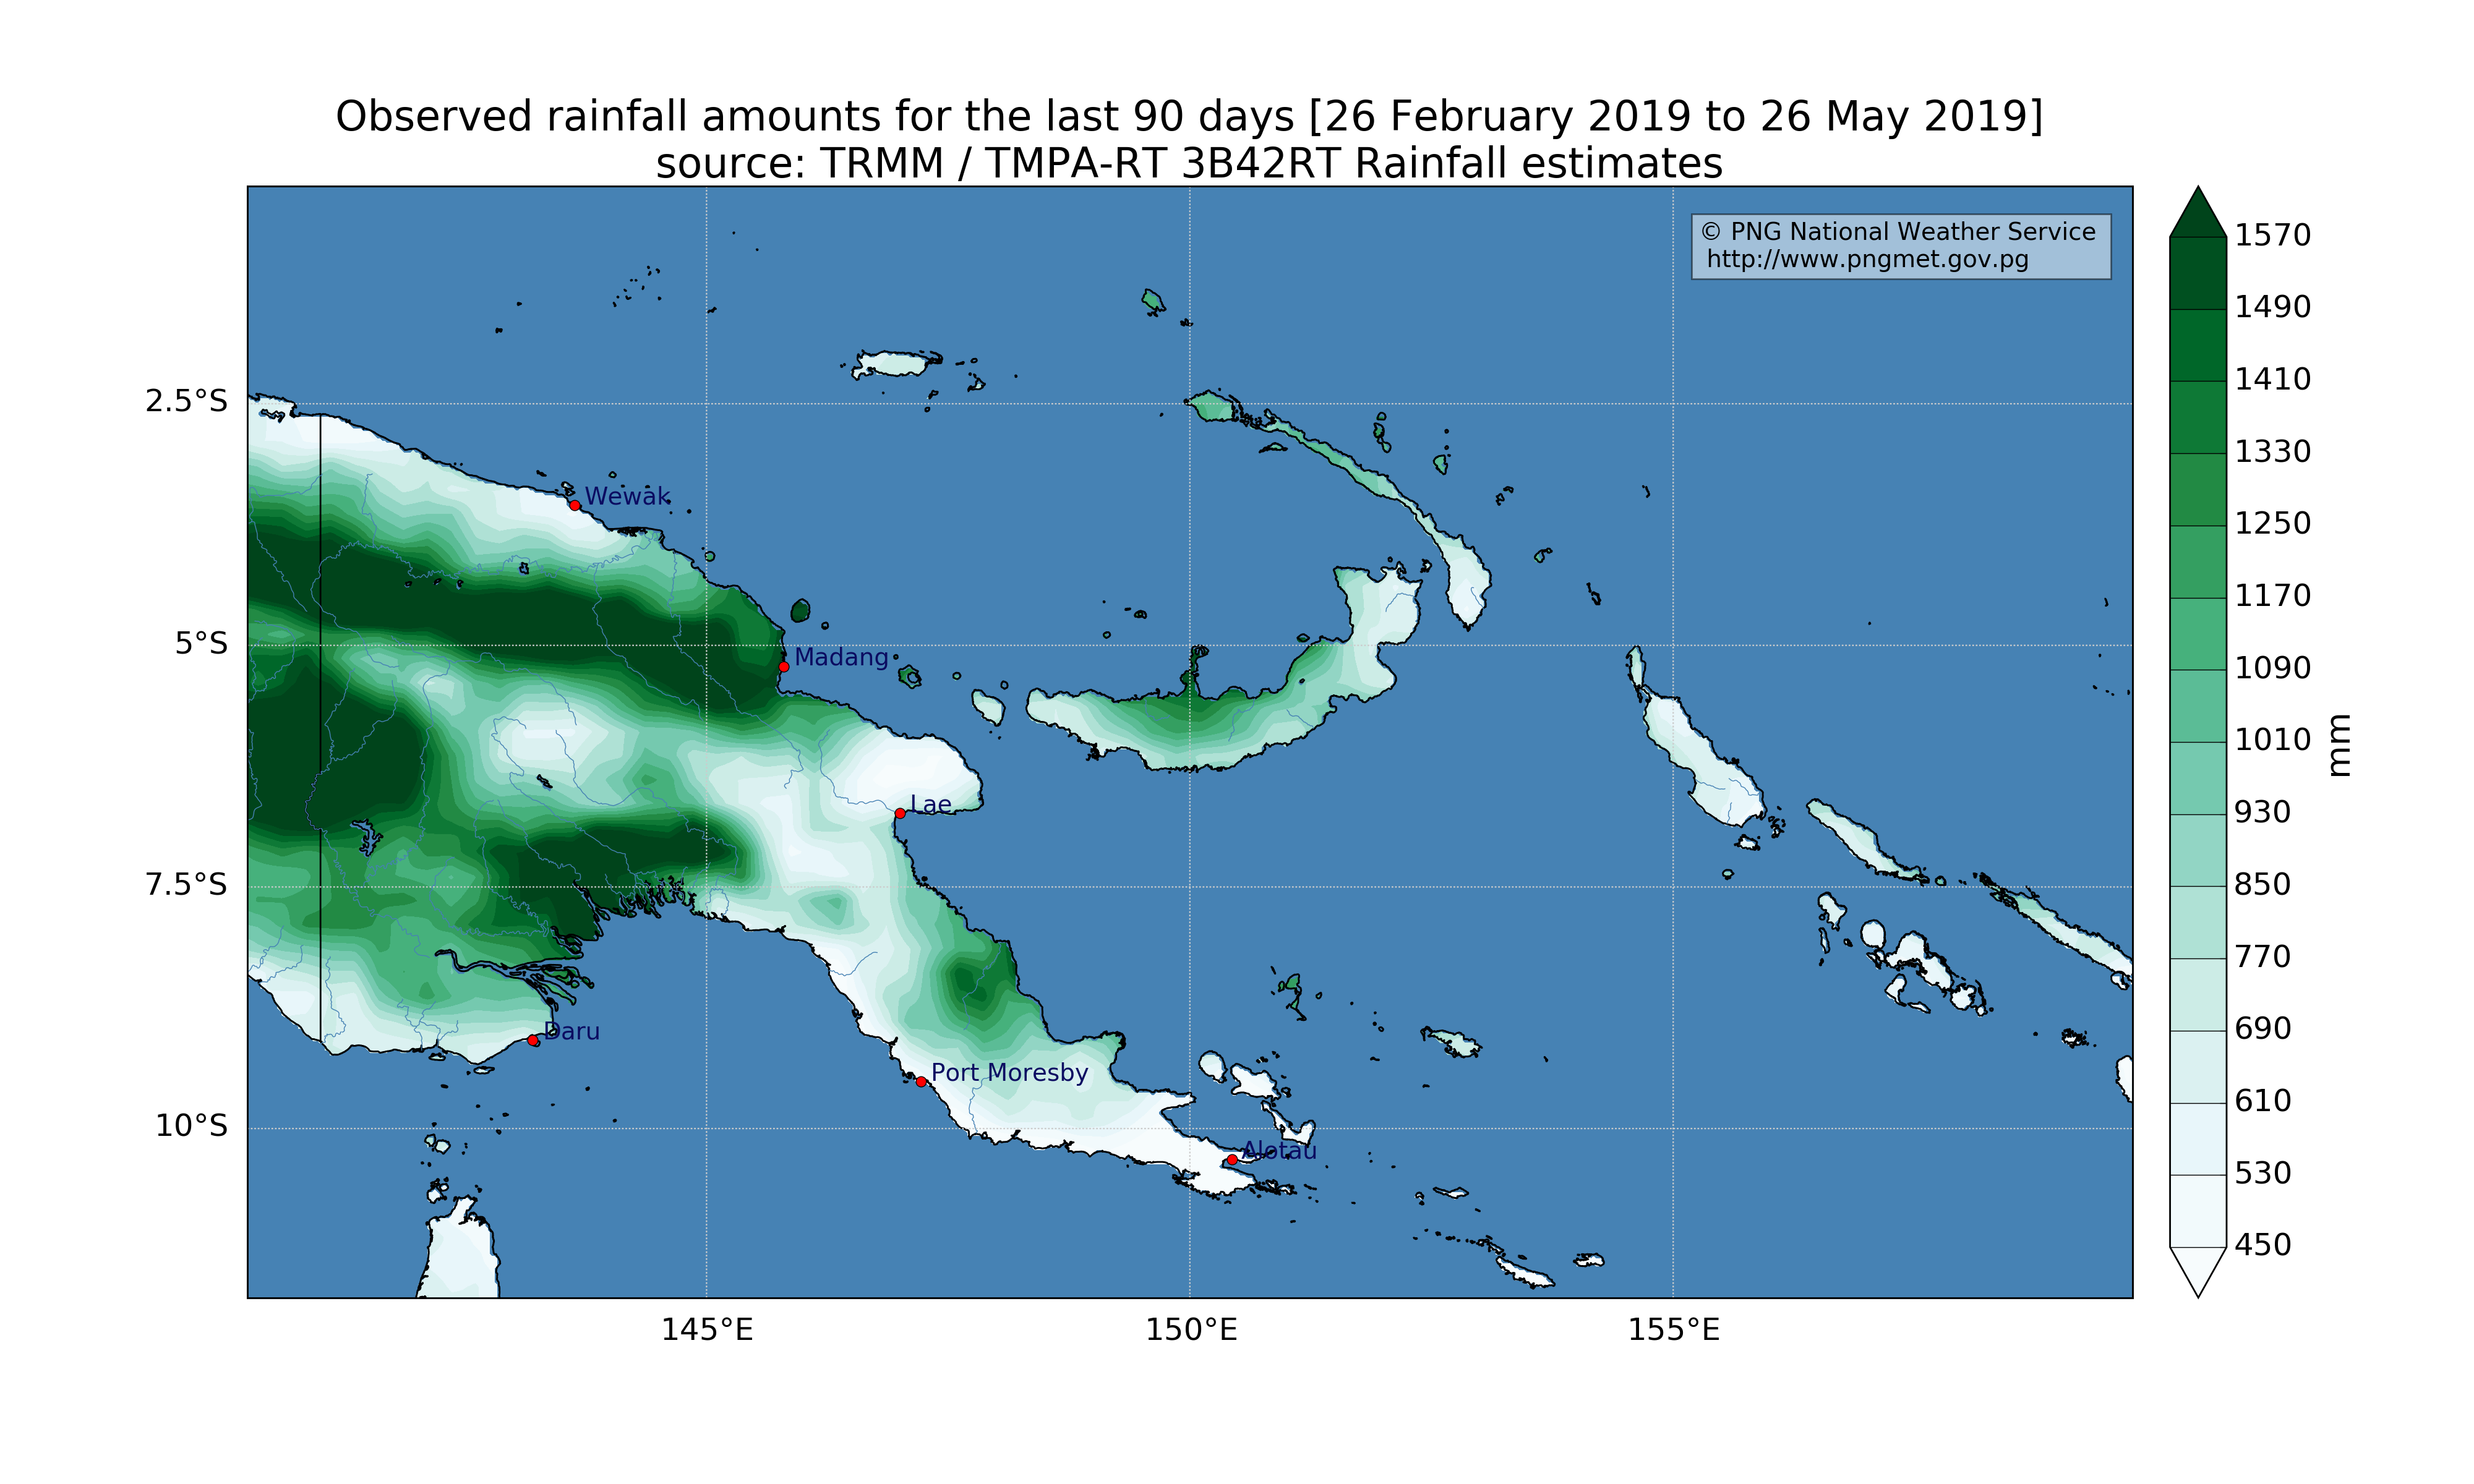 Observed rainfall amounts for the last 90 days [26 February 2019 to 26 May 2019]
source: TRMM / TMPA-RT 3B42RT Rainfall estimates
© PNG National Weather Service
http://www.pngmet.gov.pg
2.5°S
5°S
7.5°S
10°S
145°E
150°E
155°E
Wewak
Madang
Lae
Daru
Port Moresby
Alotau
1570
1490
1410
1330
1250
1170
1090
1010
930
850
770
690
610
530
450
mm